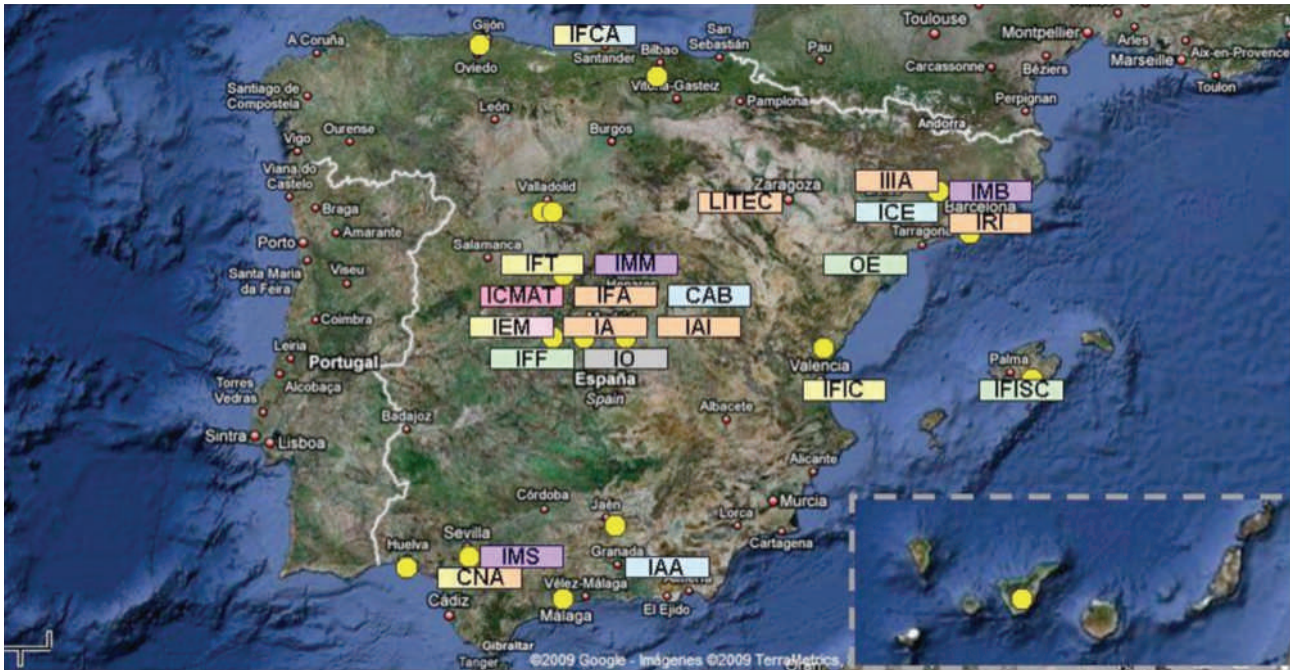 Gijón
IFCA
San
Sebastián
Toulouse
Montpellier
Arles
Aix-en-Provence
A Coruña
Oviedo
Santander
Bilbao
Pau
Carcassonne
Béziers
Marseille
Toulon
Santiago de
Compostela
Vitoria-Gasteiz
Pamplona
Perpignan
León
Andorra
Vigo
Ourense
Burgos
Viana do
Castelo
Braga
Valladolid
LITEC
Zaragoza
IIIA
IMB
Barcelona
ICE
IRI
Amarante
Porto
Salamanca
Tarragona
Santa Maria
da Feira
Viseu
IFT
IMM
OE
ICMAT
IFA
CAB
Coimbra
IEM
IA
IAI
Leiria
Portugal
IFF
IO
Valencia
Palma
Alcobaça
España
Spain
IFIC
IFISC
Torres
Vedras
Badajoz
Albacete
Sintra
Lisboa
Alicante
Córdoba
Jaén
Murcia
Lorca
Cartagena
Huelva
Sevilla
IMS
Granada
IAA
CNA
Vélez-Málaga
El Ejido
Cádiz
Málaga
Gibraltar
Tanger
©2009 Google - Imágenes ©2009 TerraMetrics,